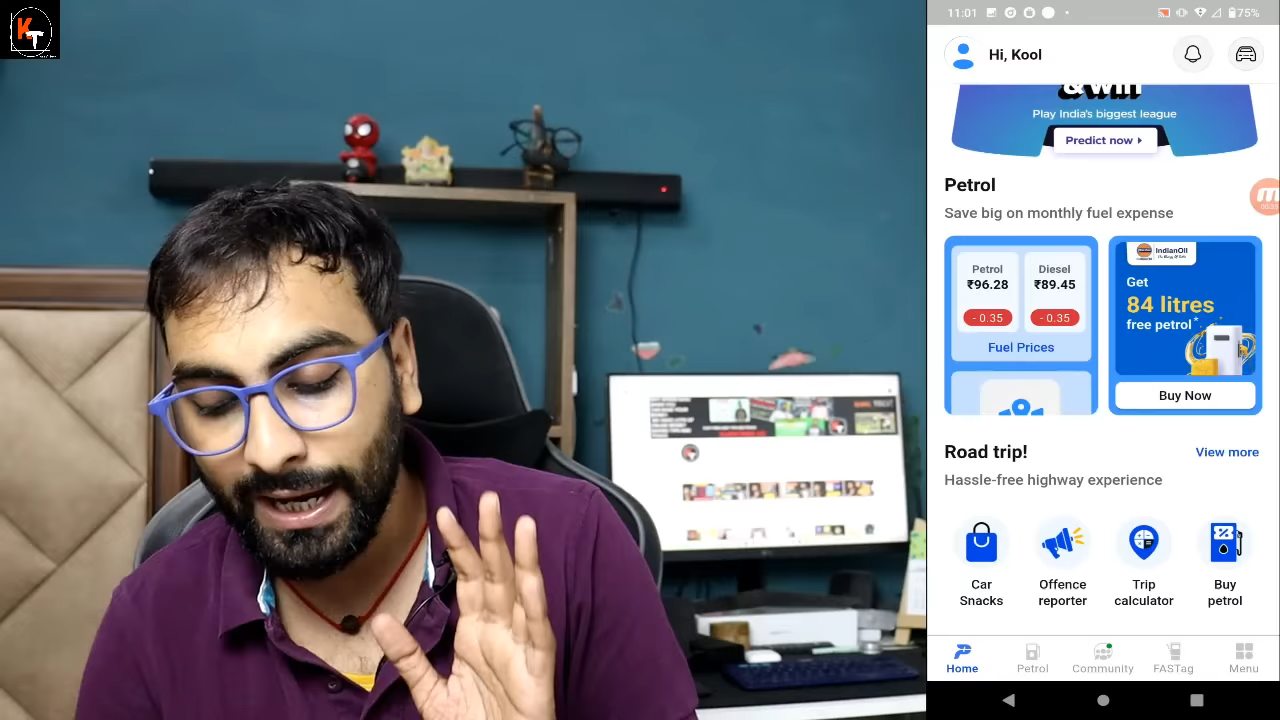 KT
11:01
75%
Hi, Kool
&Win
Play India's biggest league
Predict now
Petrol
Save big on monthly fuel expense
Petrol
₹96.28
- 0.35
Diesel
₹89.45
- 0.35
Fuel Prices
IndianOil
Get
84 litres
free petrol*
Buy Now
Road trip!
View more
Hassle-free highway experience
Car
Snacks
Offence
reporter
Trip
calculator
Buy
petrol
Home
Petrol
Community
FASTag
Menu